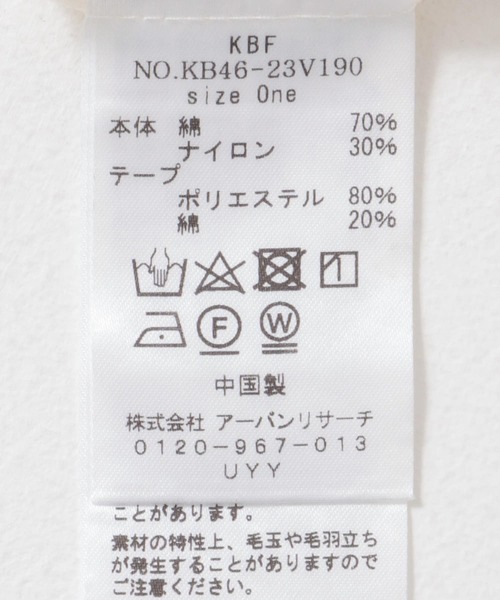 KBF
NO.KB46-23V190
size One
本体 綿 70%
ナイロン 30%
テープ
ポリエステル 80%
綿 20%
F W
中国製
株式会社 アーバンリサーチ
0120-967-013
UYY
ことがあります。
素材の特性上、毛玉や毛羽立ち
が発生することがありますので
ご注意ください。